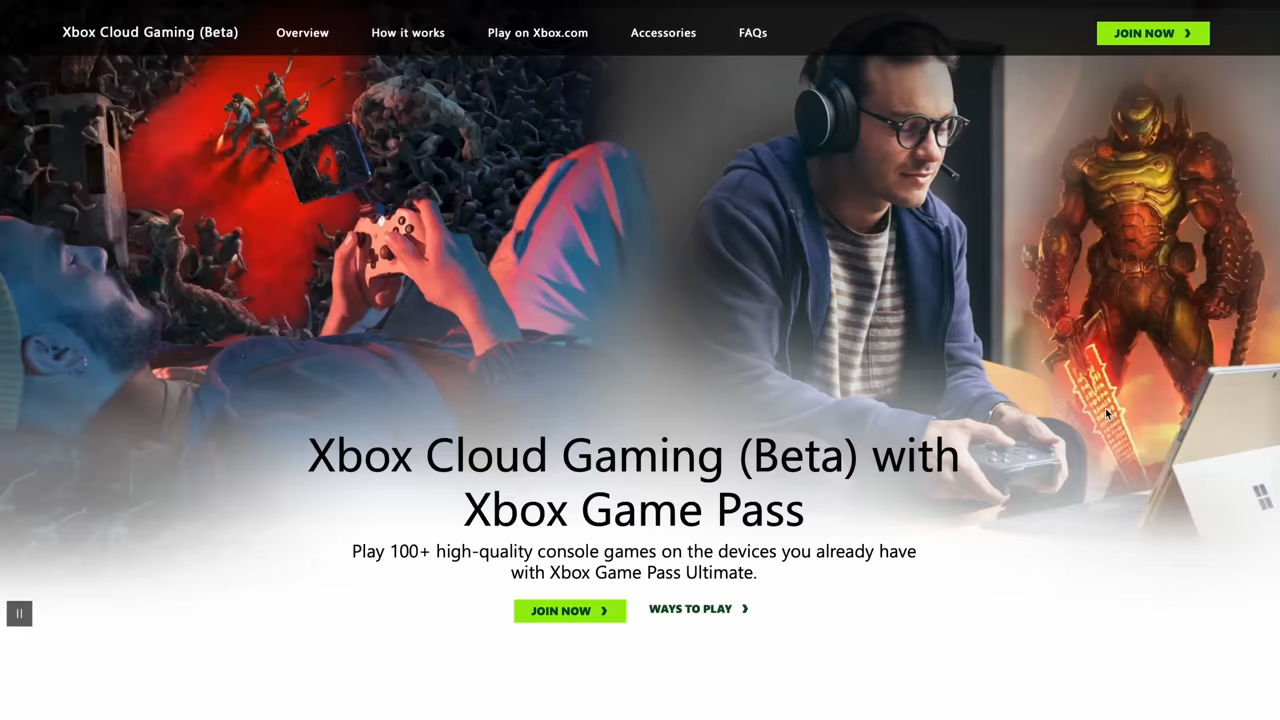 Xbox Cloud Gaming (Beta)
Overview
How it works
Play on Xbox.com
Accessories
FAQs
JOIN NOW ❯
Xbox Cloud Gaming (Beta) with
Xbox Game Pass
Play 100+ high-quality console games on the devices you already have
with Xbox Game Pass Ultimate.
JOIN NOW ❯
WAYS TO PLAY ❯